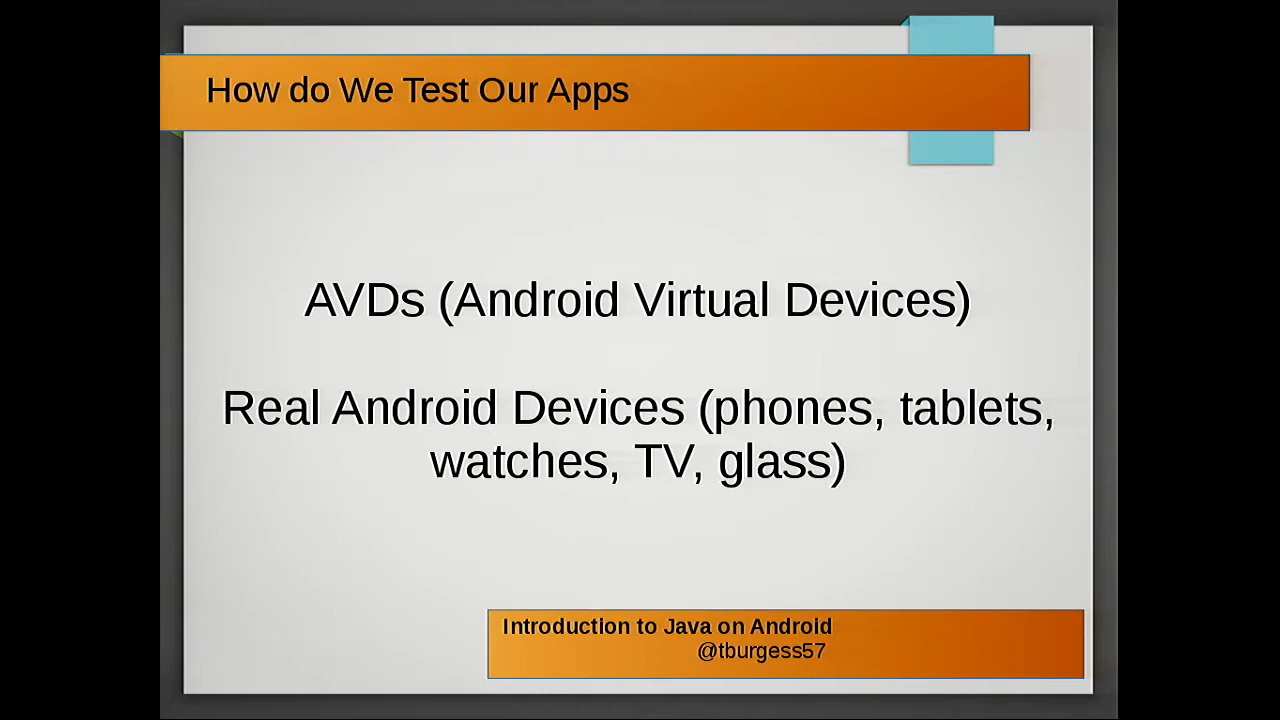 How do We Test Our Apps
AVDs (Android Virtual Devices)
Real Android Devices (phones, tablets,
watches, TV, glass)
Introduction to Java on Android
@tburgess57